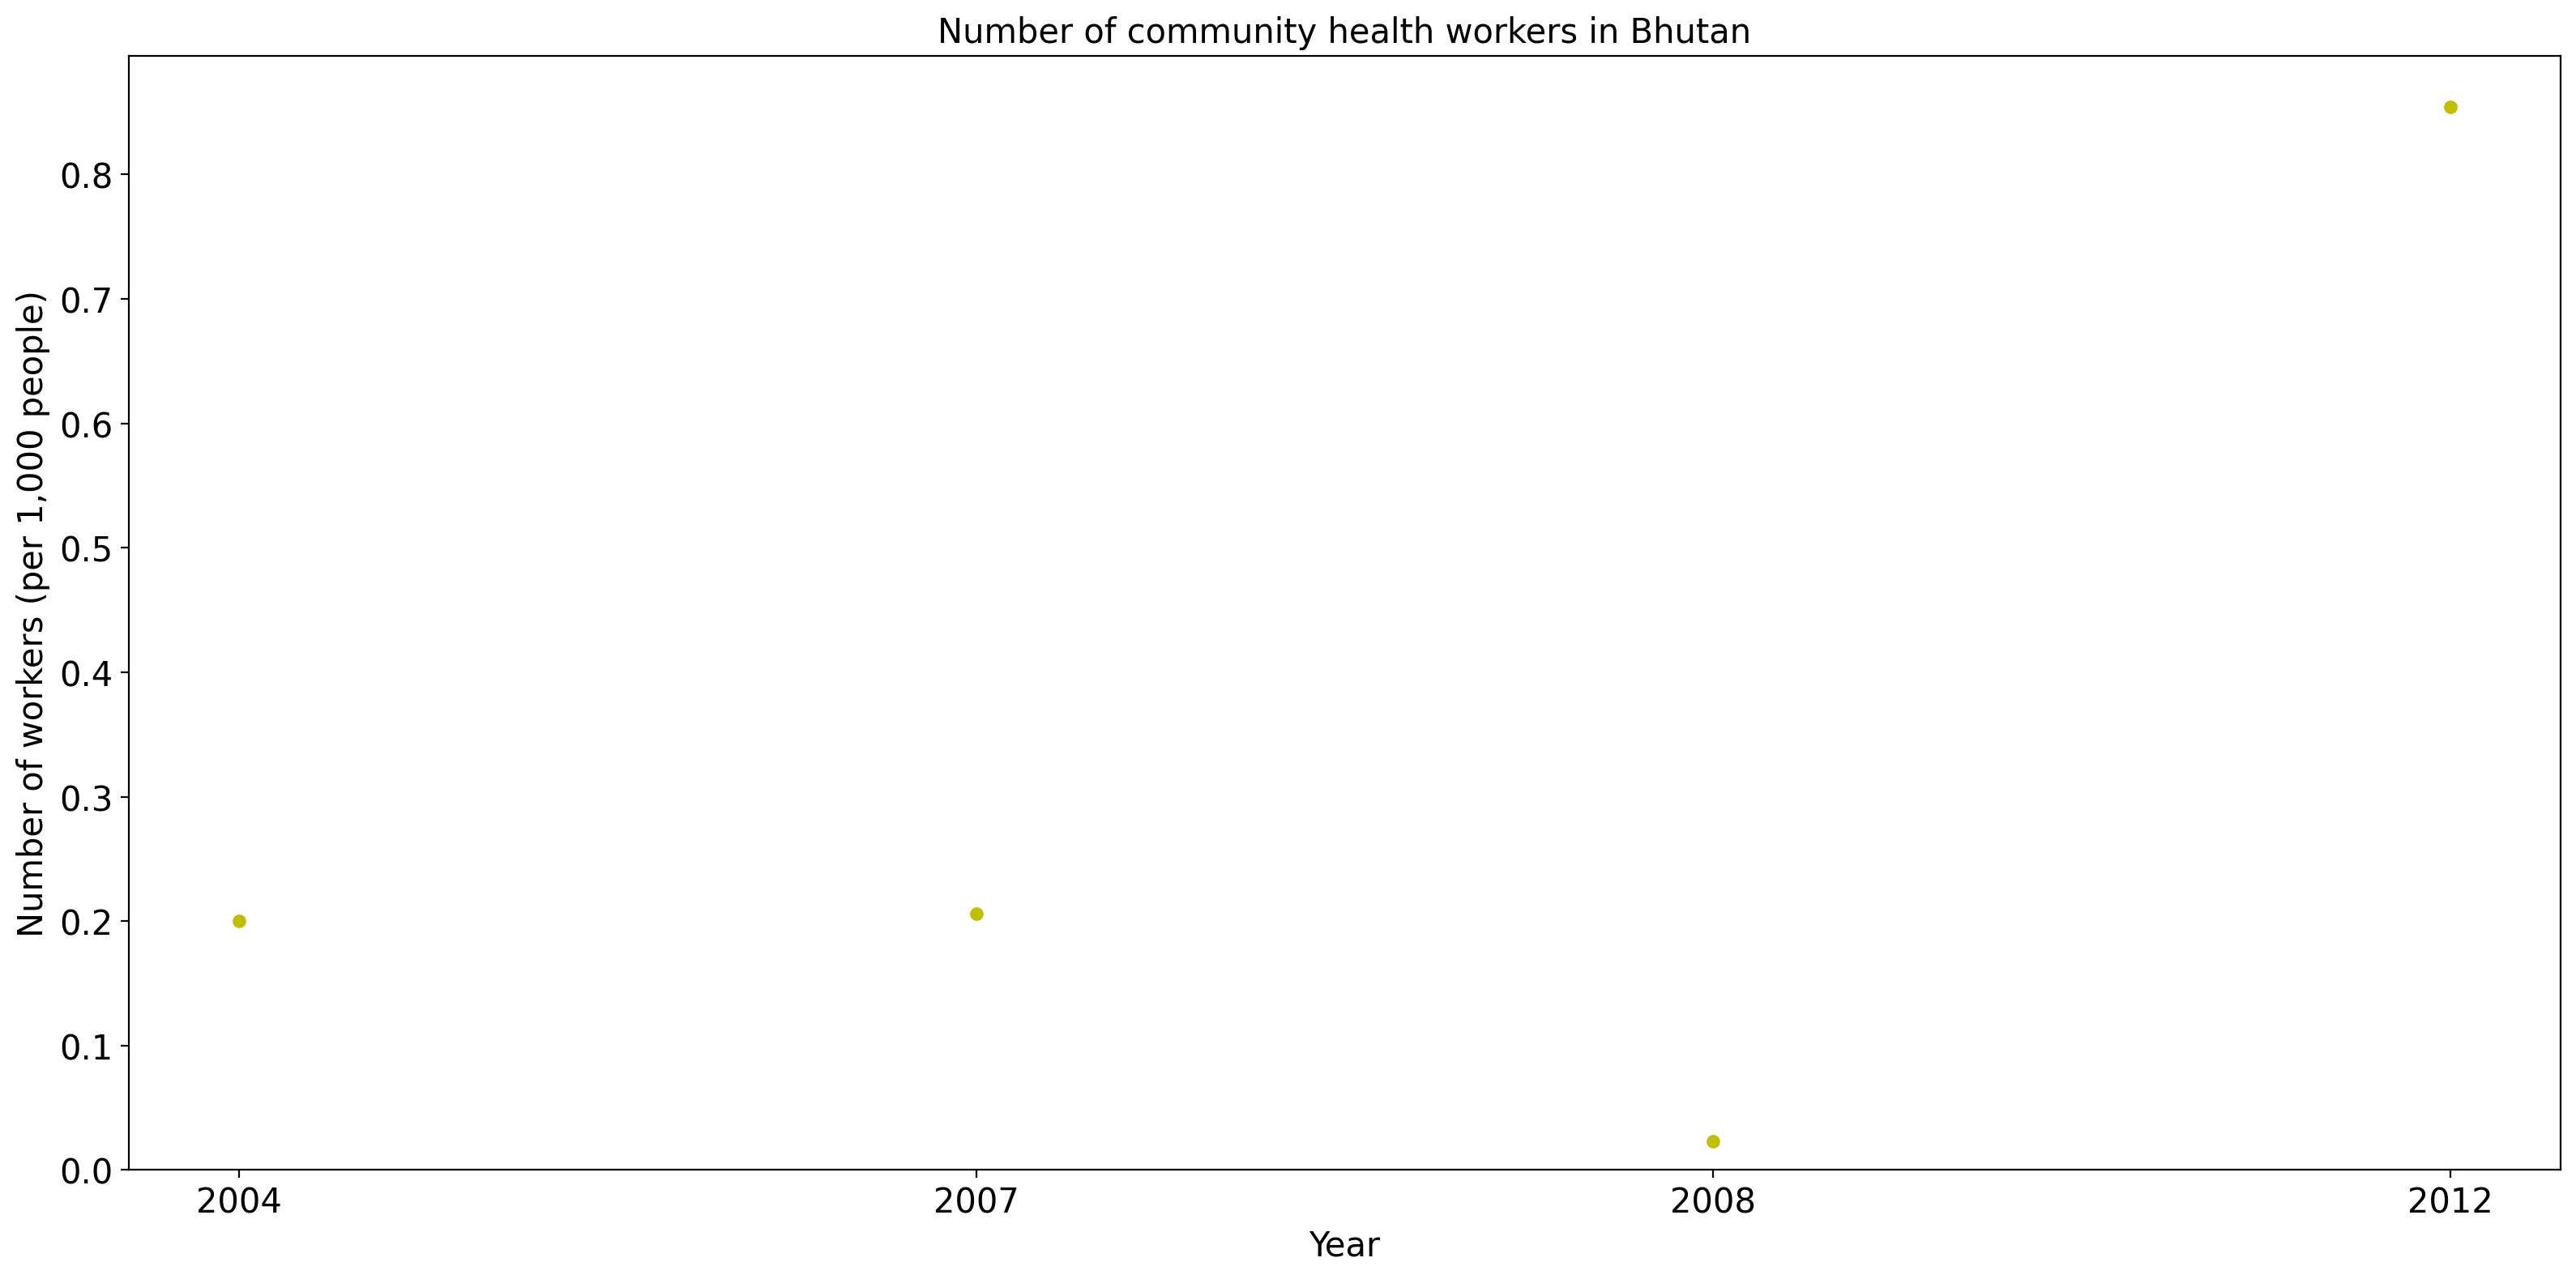 Number of community health workers in Bhutan
Number of workers (per 1,000 people)
0.8
0.7
0.6
0.5
0.4
0.3
0.2
0.1
0.0
2004 2007 2008 2012
Year